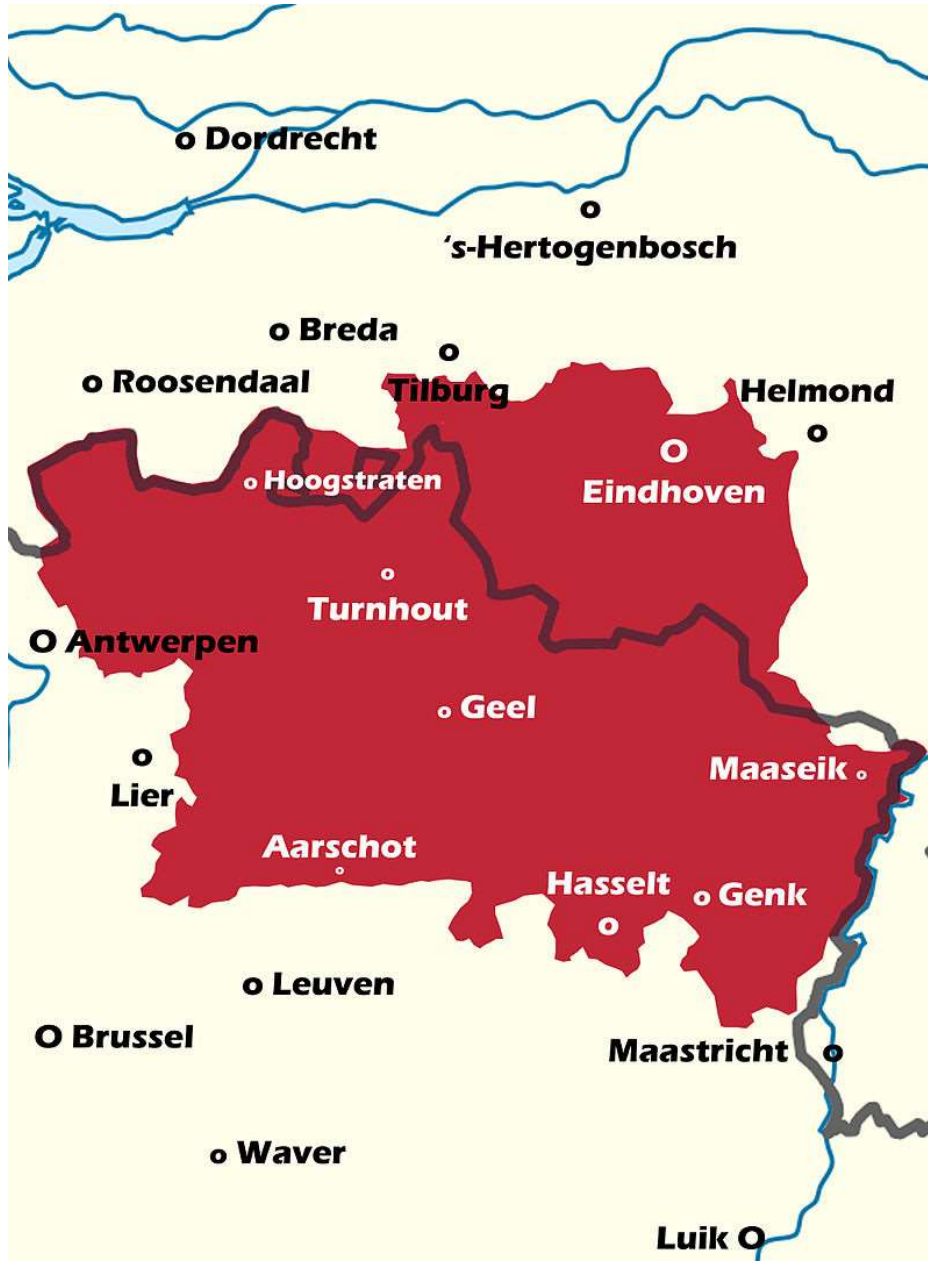 Dordrecht
‘s-Hertogenbosch
Breda
Roosendaal
Tilburg
Helmond
Hoogstraten
Eindhoven
Turnhout
Antwerpen
Geel
Maaseik
Lier
Aarschot
Hasselt
Genk
Leuven
Brussel
Maastricht
Waver
Luik